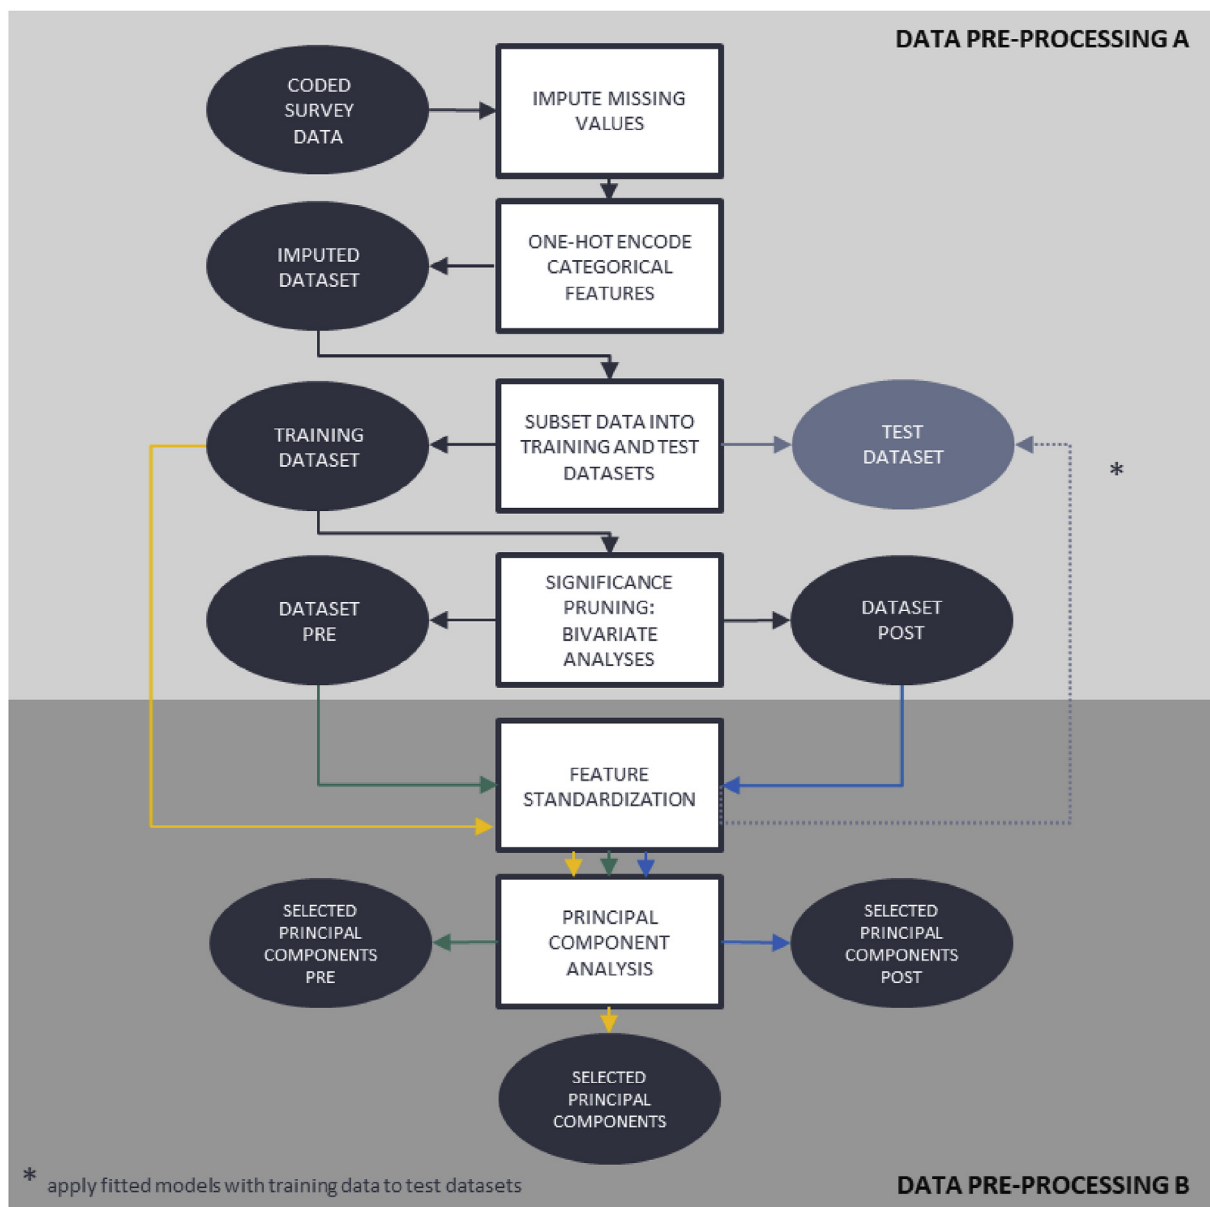 DATA PRE-PROCESSING A
CODED
SURVEY
DATA
IMPUTE MISSING
VALUES
IMPUTED
DATASET
ONE-HOT ENCODE
CATEGORICAL
FEATURES
TRAINING
DATASET
SUBSET DATA INTO
TRAINING AND TEST
DATASETS
TEST
DATASET
*
DATASET
PRE
SIGNIFICANCE
PRUNING:
BIVARIATE
ANALYSES
DATASET
POST
FEATURE
STANDARDIZATION
SELECTED
PRINCIPAL
COMPONENTS
PRE
PRINCIPAL
COMPONENT
ANALYSIS
SELECTED
PRINCIPAL
COMPONENTS
POST
SELECTED
PRINCIPAL
COMPONENTS
* apply fitted models with training data to test datasets
DATA PRE-PROCESSING B